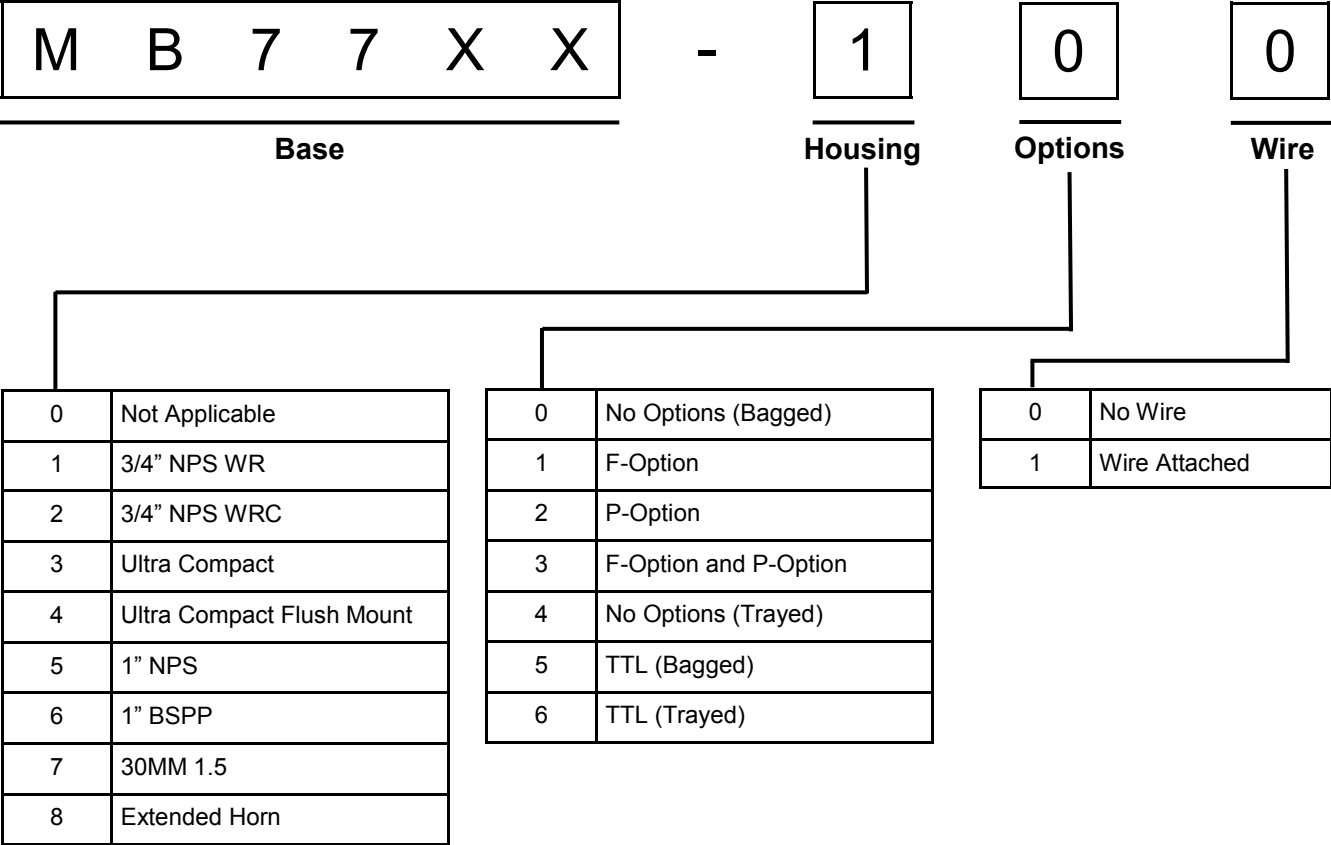 M B 7 7 X X - 1 0 0
Base Housing Options Wire
0 Not Applicable
1 3/4” NPS WR
2 3/4” NPS WRC
3 Ultra Compact
4 Ultra Compact Flush Mount
5 1” NPS
6 1” BSPP
7 30MM 1.5
8 Extended Horn
0 No Options (Bagged)
1 F-Option
2 P-Option
3 F-Option and P-Option
4 No Options (Trayed)
5 TTL (Bagged)
6 TTL (Trayed)
0 No Wire
1 Wire Attached